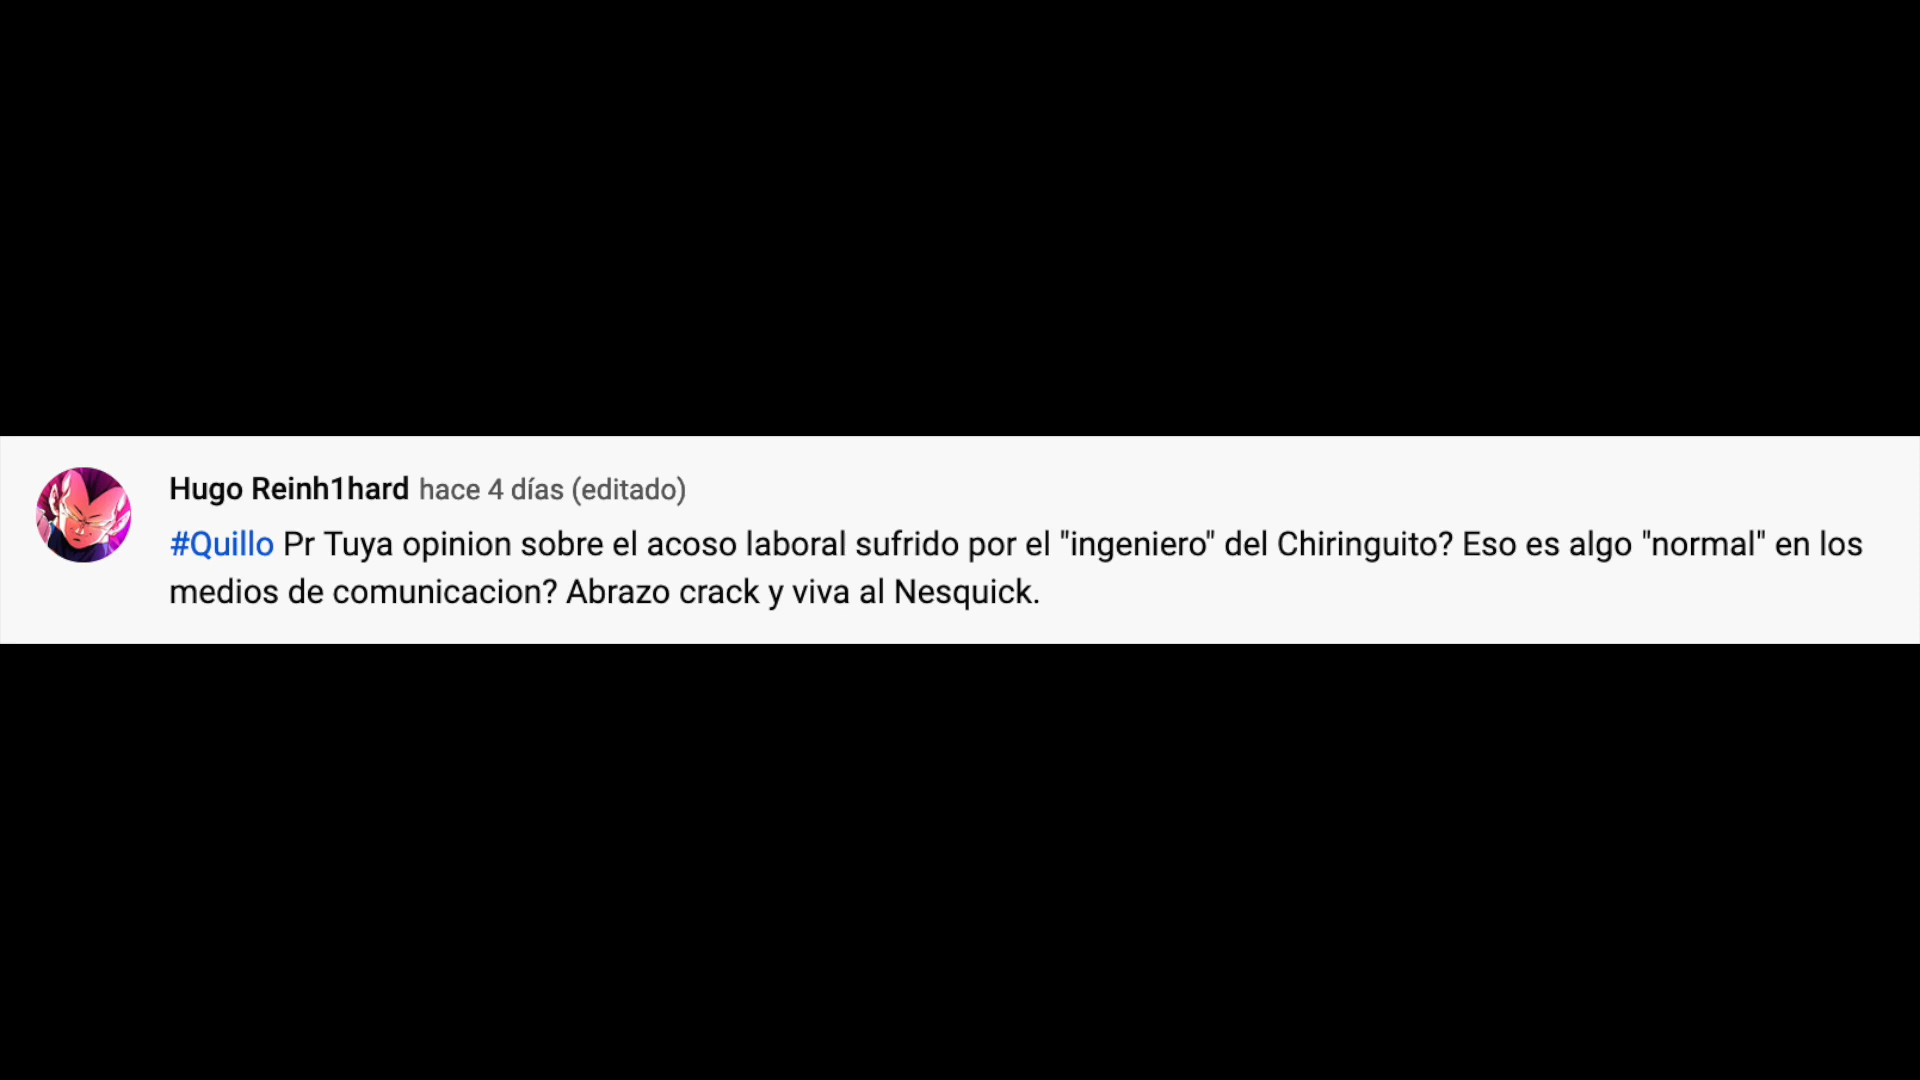 Hugo Reinh1hard hace 4 días (editado)
#Quillo Pr Tuya opinion sobre el acoso laboral sufrido por el "ingeniero" del Chiringuito? Eso es algo "normal" en los
medios de comunicacion? Abrazo crack y viva al Nesquick.